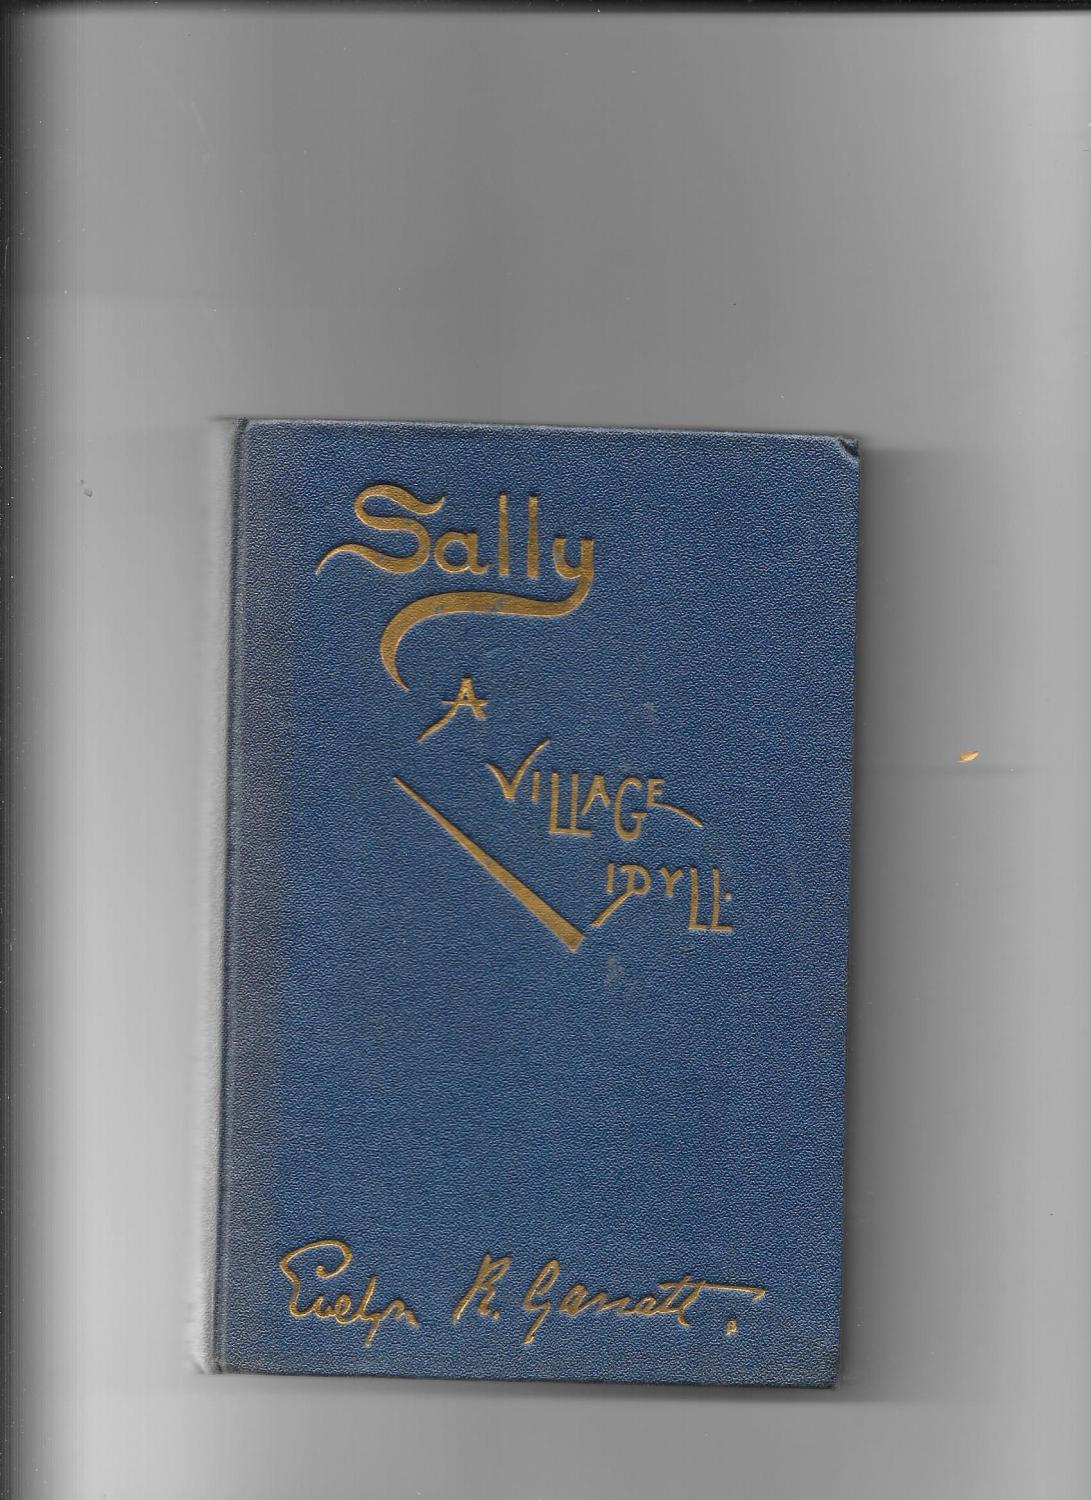 Sally
A
VILLAGE
IDYLL.
Evelyn R. Garratt.